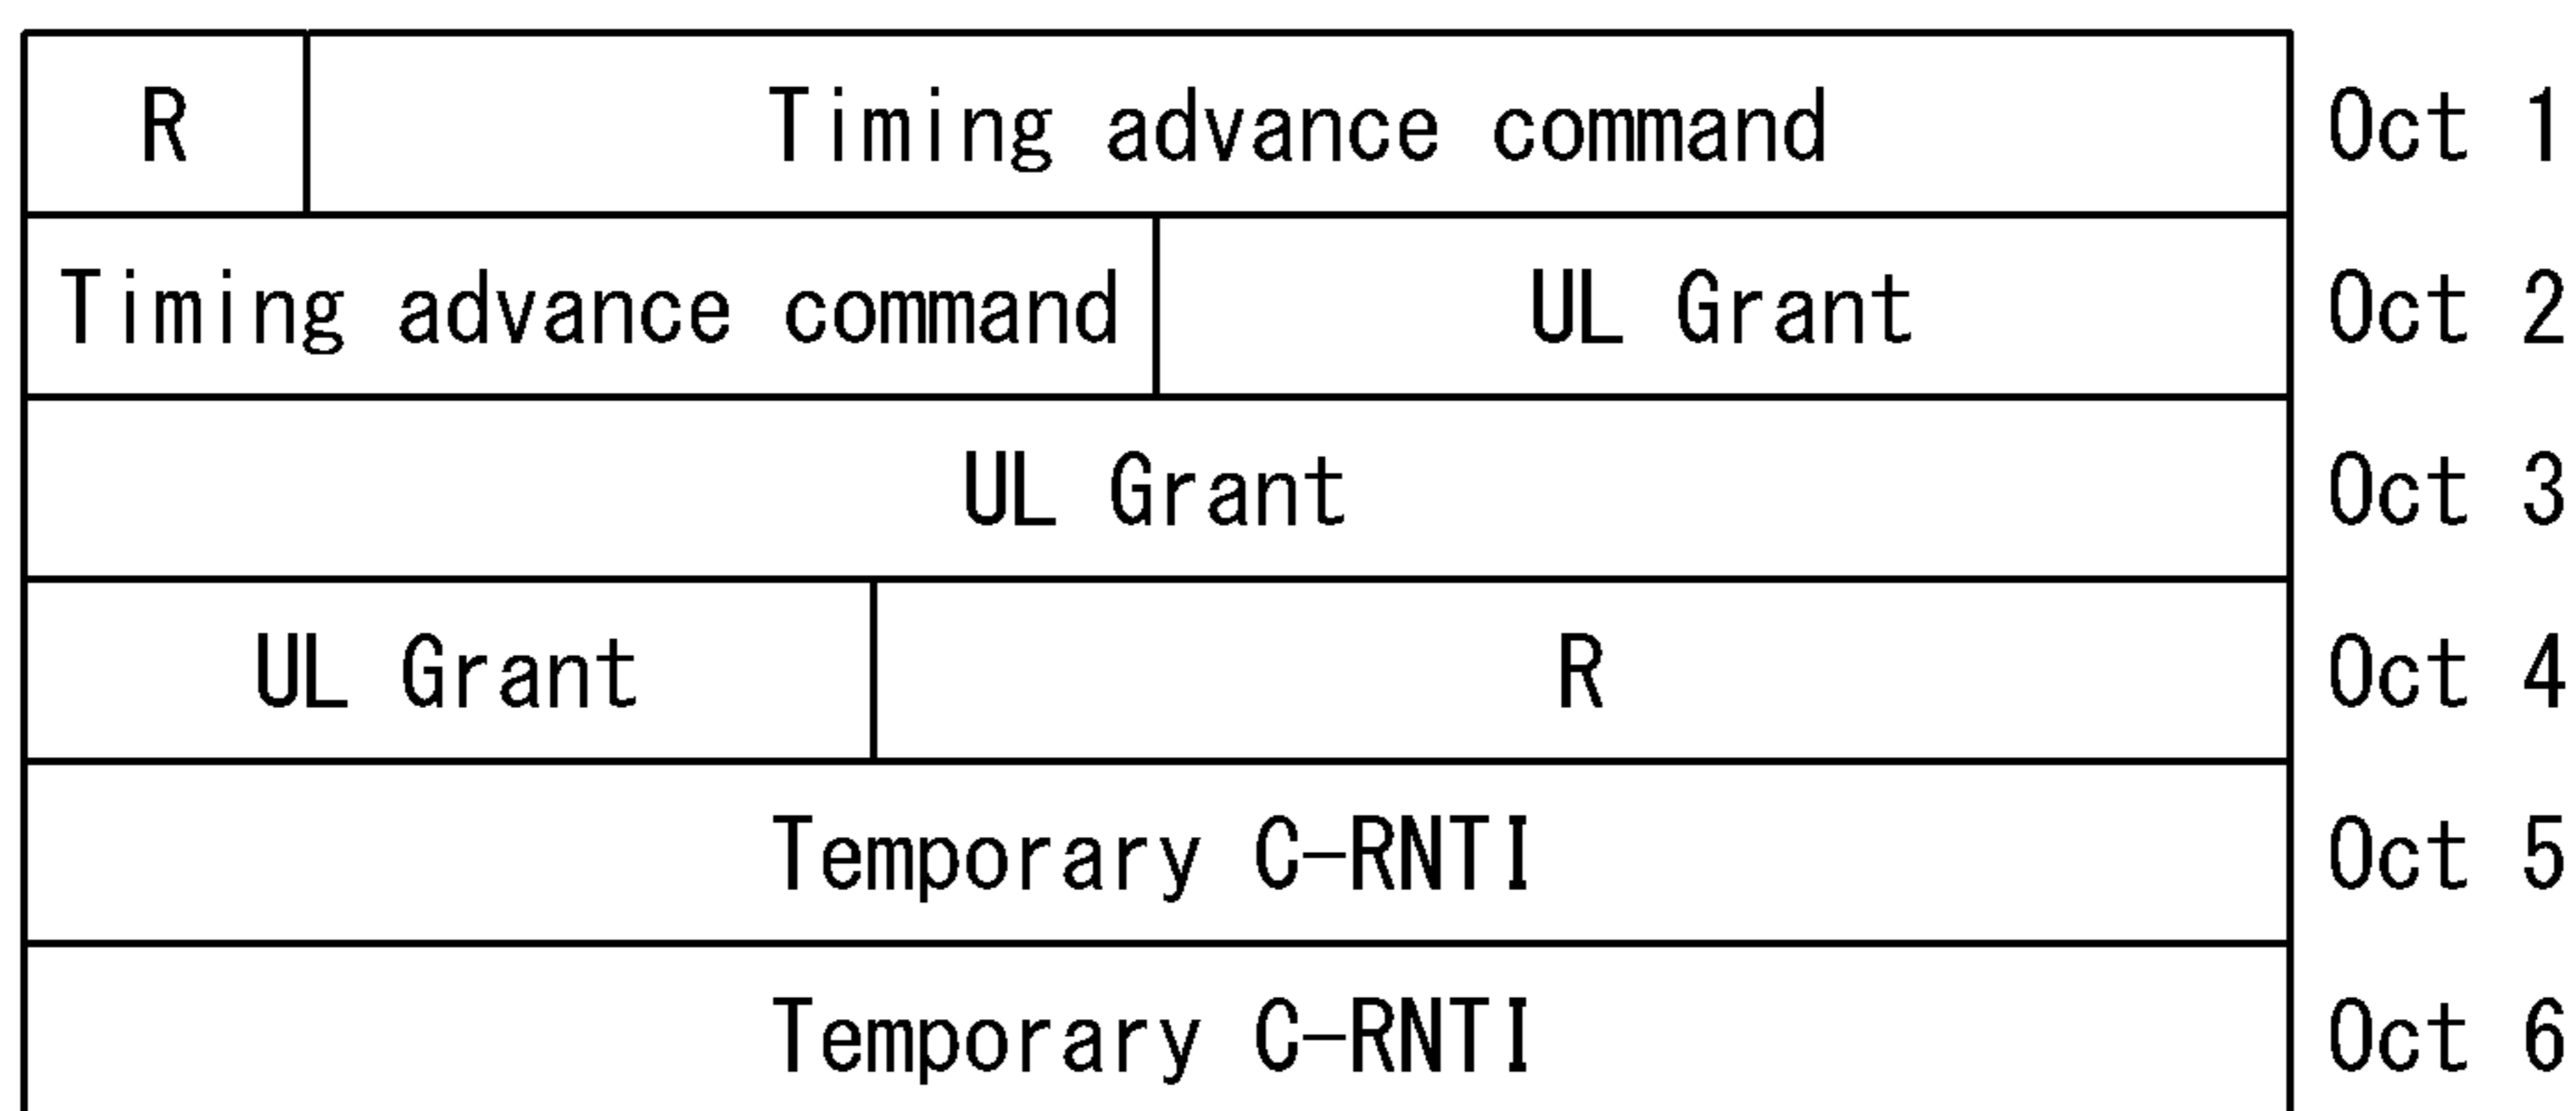 R Timing advance command Oct 1
Timing advance command UL Grant Oct 2
UL Grant Oct 3
UL Grant R Oct 4
Temporary C-RNTI Oct 5
Temporary C-RNTI Oct 6